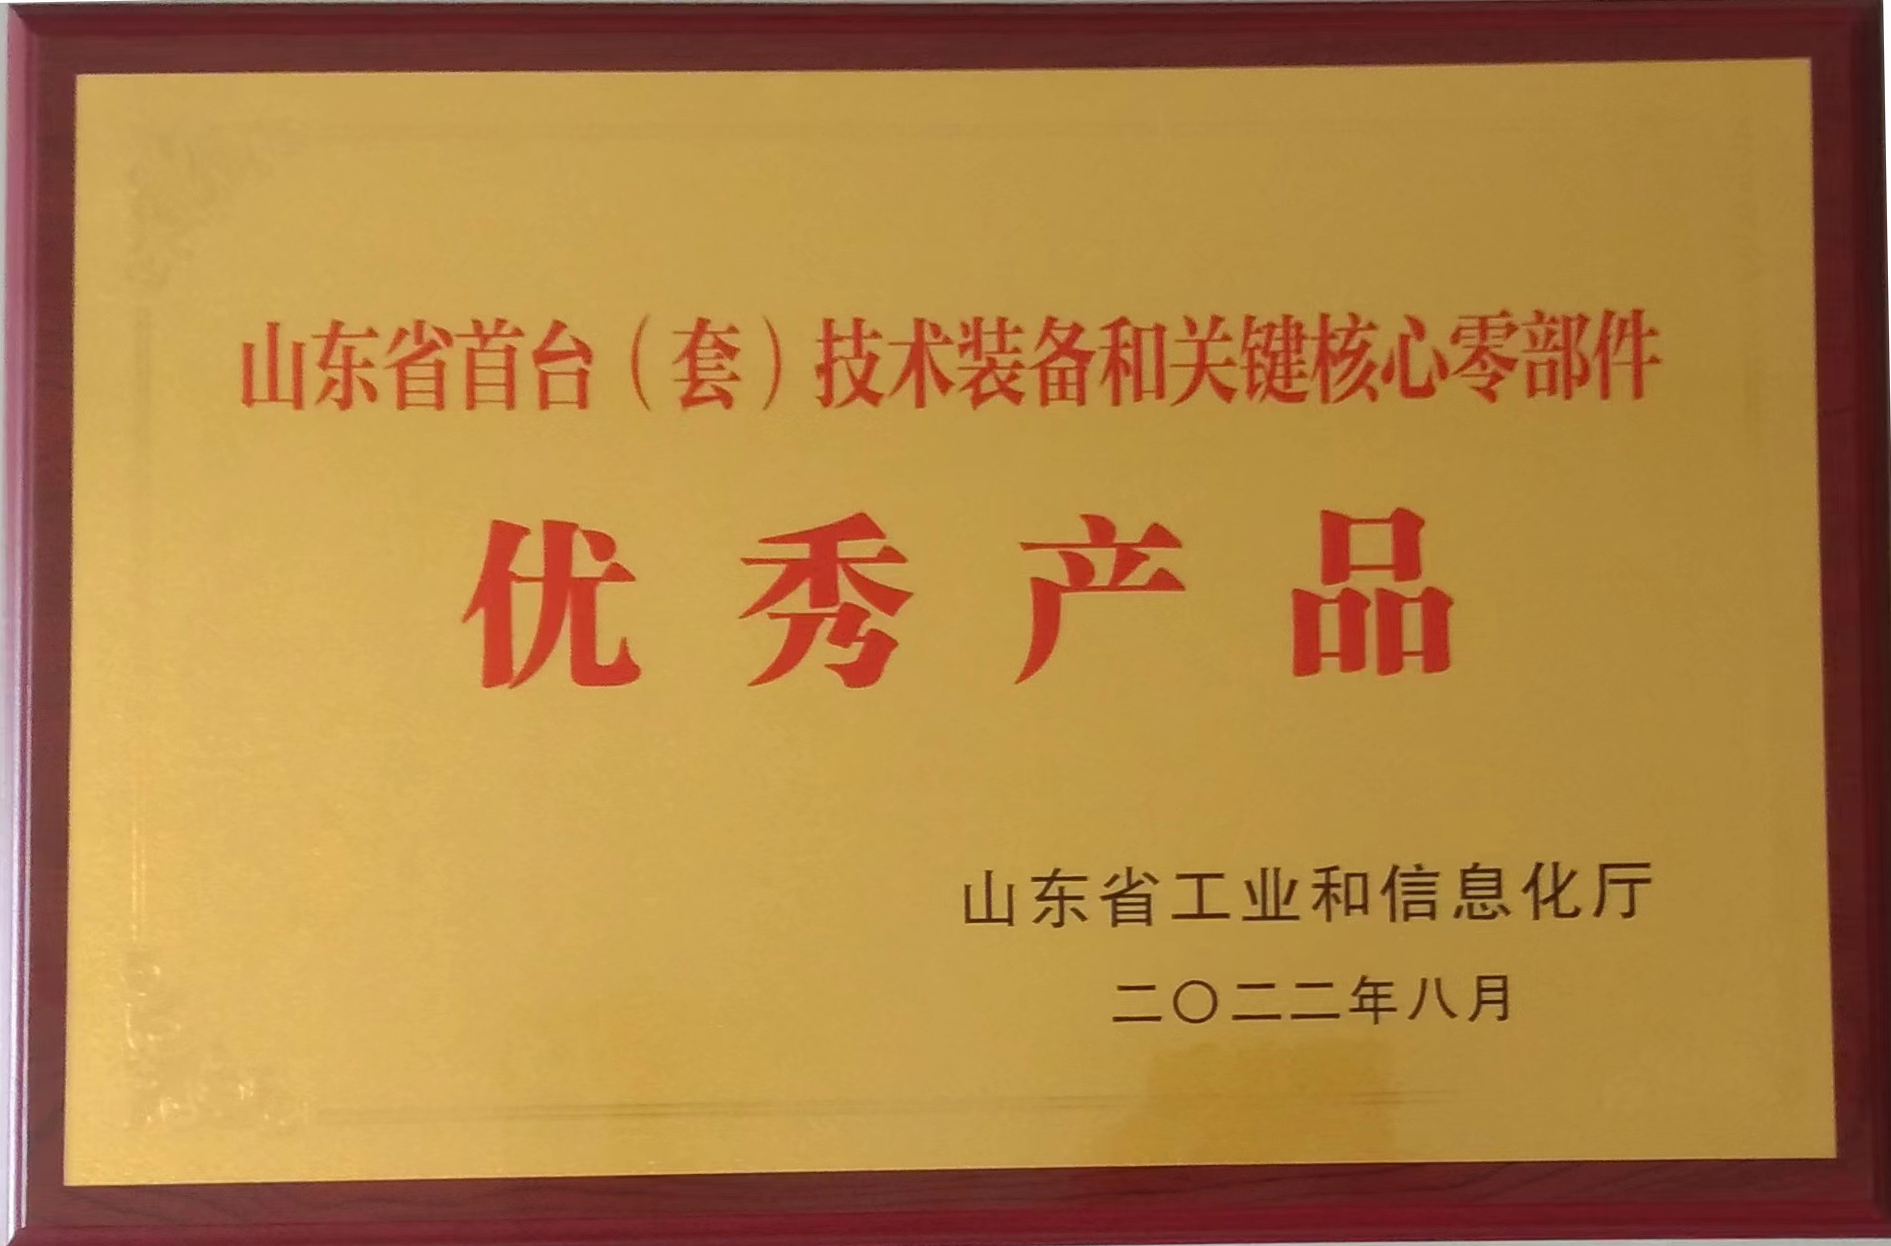 山东省首台（套）技术装备和关键核心零部件
优秀产品
山东省工业和信息化厅
二〇二二年八月